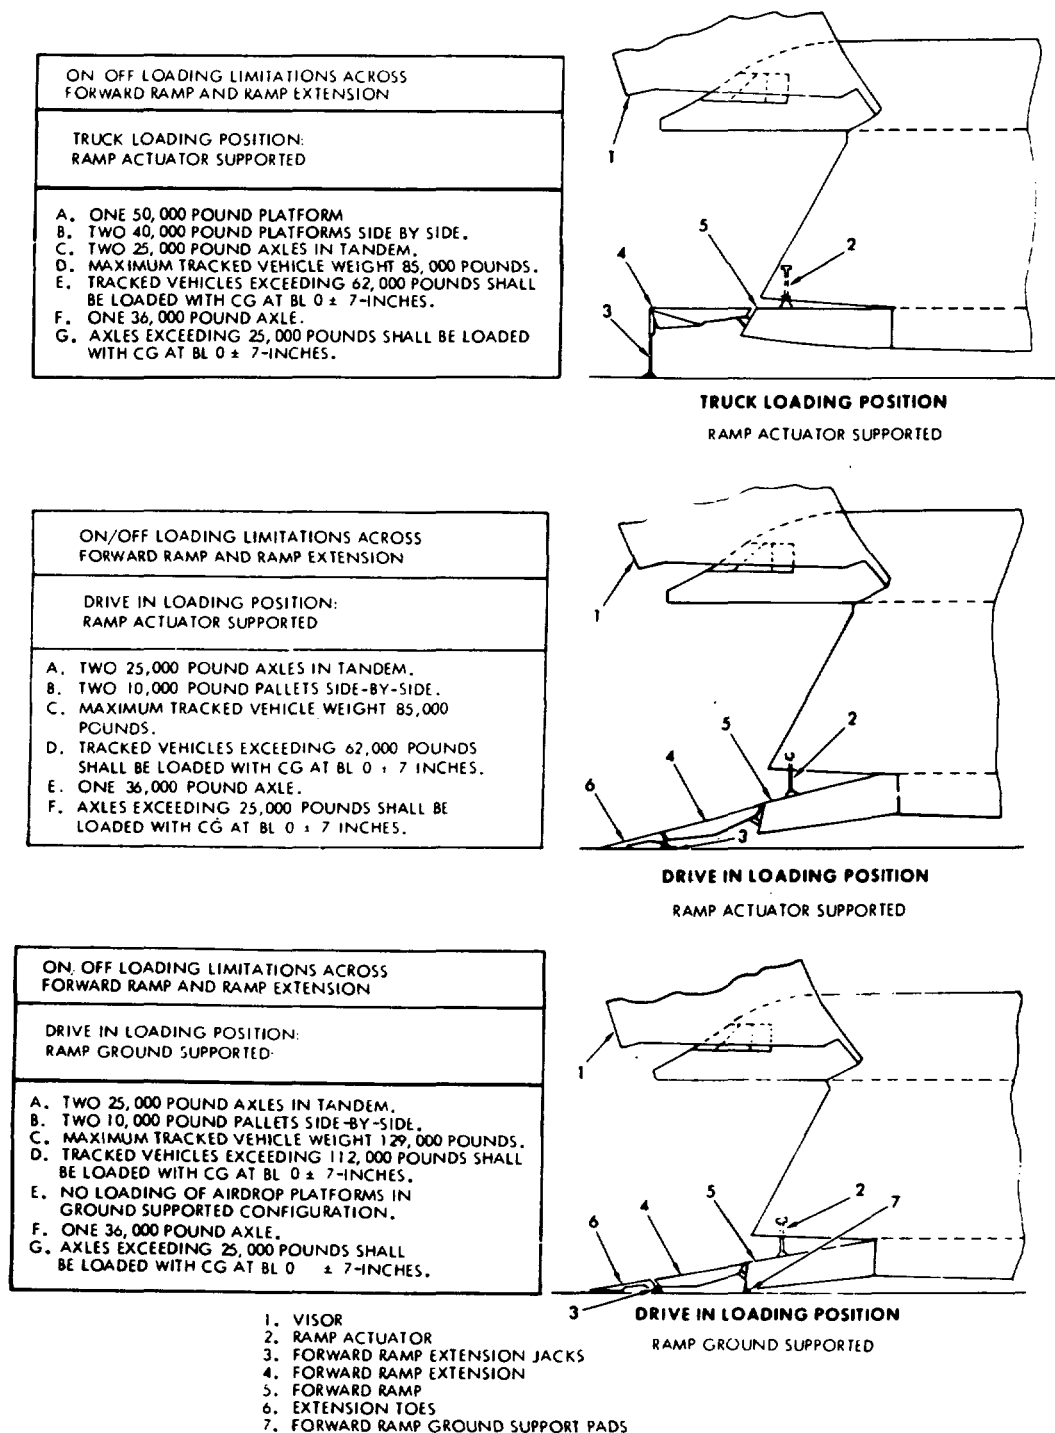 ON OFF LOADING LIMITATIONS ACROSS
FORWARD RAMP AND RAMP EXTENSION
TRUCK LOADING POSITION:
RAMP ACTUATOR SUPPORTED
A. ONE 50,000 POUND PLATFORM
B. TWO 40,000 POUND PLATFORMS SIDE BY SIDE.
C. TWO 25,000 POUND AXLES IN TANDEM.
D. MAXIMUM TRACKED VEHICLE WEIGHT 85,000 POUNDS.
E. TRACKED VEHICLES EXCEEDING 62,000 POUNDS SHALL
BE LOADED WITH CG AT BL 0 ± 7-INCHES.
F. ONE 36,000 POUND AXLE.
G. AXLES EXCEEDING 25,000 POUNDS SHALL BE LOADED
WITH CG AT BL 0 ± 7-INCHES.
1
5
2
4
3
TRUCK LOADING POSITION
RAMP ACTUATOR SUPPORTED
ON/OFF LOADING LIMITATIONS ACROSS
FORWARD RAMP AND RAMP EXTENSION
DRIVE IN LOADING POSITION:
RAMP ACTUATOR SUPPORTED
A. TWO 25,000 POUND AXLES IN TANDEM.
B. TWO 10,000 POUND PALLETS SIDE-BY-SIDE.
C. MAXIMUM TRACKED VEHICLE WEIGHT 85,000
POUNDS.
D. TRACKED VEHICLES EXCEEDING 62,000 POUNDS
SHALL BE LOADED WITH CG AT BL 0 ± 7 INCHES.
E. ONE 36,000 POUND AXLE.
F. AXLES EXCEEDING 25,000 POUNDS SHALL BE
LOADED WITH CG AT BL 0 ± 7 INCHES.
1
5
2
4
6
3
DRIVE IN LOADING POSITION
RAMP ACTUATOR SUPPORTED
ON, OFF LOADING LIMITATIONS ACROSS
FORWARD RAMP AND RAMP EXTENSION
DRIVE IN LOADING POSITION:
RAMP GROUND SUPPORTED
A. TWO 25,000 POUND AXLES IN TANDEM.
B. TWO 10,000 POUND PALLETS SIDE-BY-SIDE.
C. MAXIMUM TRACKED VEHICLE WEIGHT 129,000 POUNDS.
D. TRACKED VEHICLES EXCEEDING 112,000 POUNDS SHALL
BE LOADED WITH CG AT BL 0 ± 7-INCHES.
E. NO LOADING OF AIRDROP PLATFORMS IN
GROUND SUPPORTED CONFIGURATION.
F. ONE 36,000 POUND AXLE.
G. AXLES EXCEEDING 25,000 POUNDS SHALL
BE LOADED WITH CG AT BL 0 ± 7-INCHES.
1
5
2
7
4
6
3
DRIVE IN LOADING POSITION
RAMP GROUND SUPPORTED
1. VISOR
2. RAMP ACTUATOR
3. FORWARD RAMP EXTENSION JACKS
4. FORWARD RAMP EXTENSION
5. FORWARD RAMP
6. EXTENSION TOES
7. FORWARD RAMP GROUND SUPPORT PADS